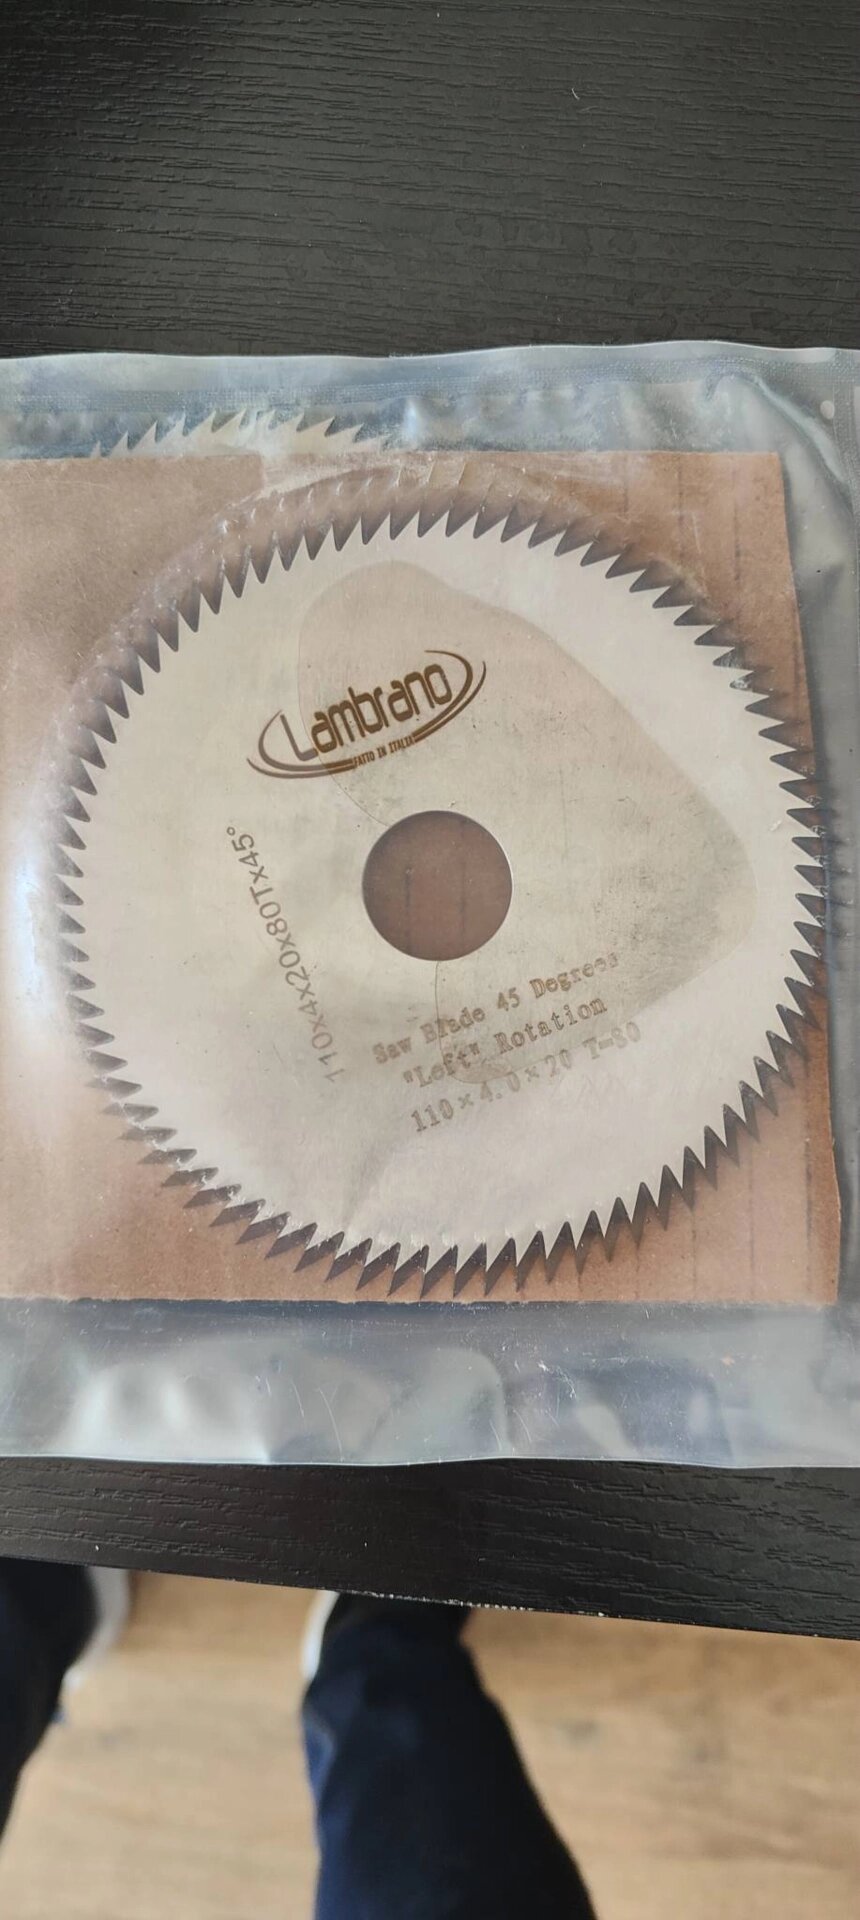 Lambrano
FATTO IN ITALIA
110x4x20x80Tx45°
Saw Blade 45 Degrees
"Left" Rotation
110×4.0×20 T-80